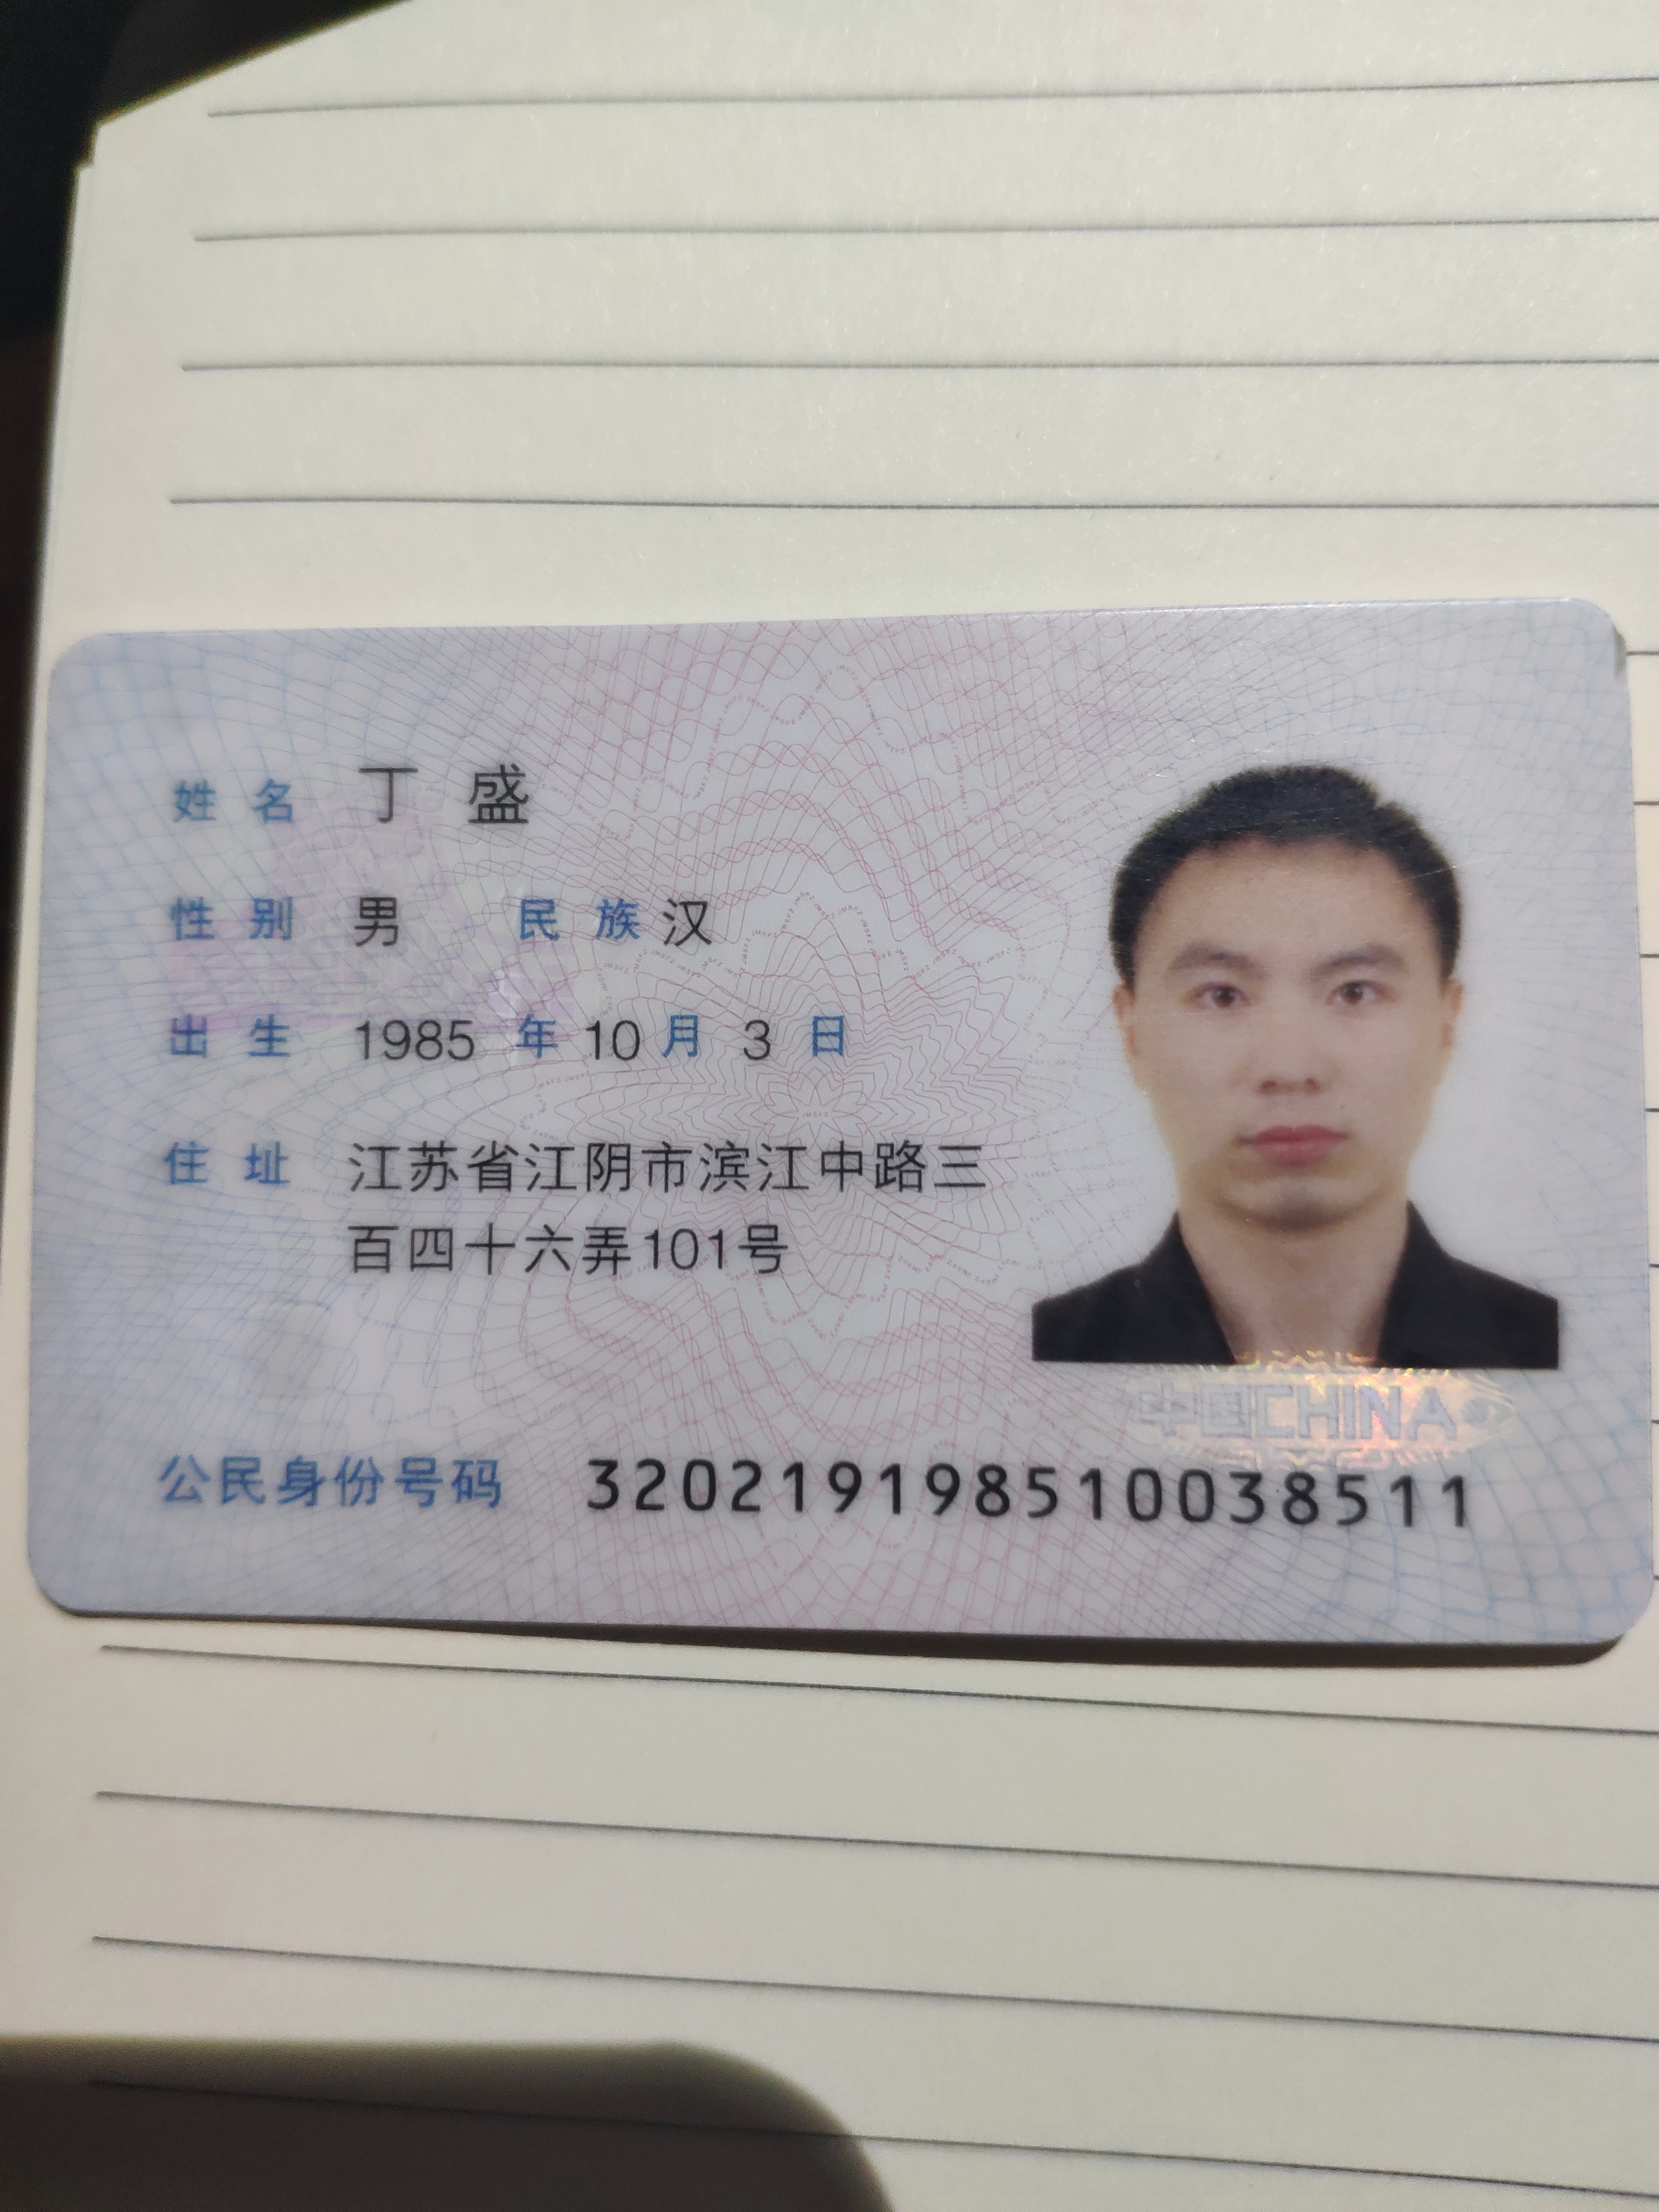 姓名 丁盛
性别 男 民族 汉
出生 1985 年 10 月 3 日
住址 江苏省江阴市滨江中路三
百四十六弄101号
中国CHINA
公民身份号码 320219198510038511